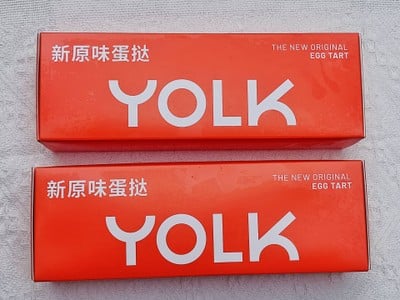 新原味蛋挞
THE NEW ORIGINAL
EGG TART
YOLK
新原味蛋挞
THE NEW ORIGINAL
EGG TART
YOLK